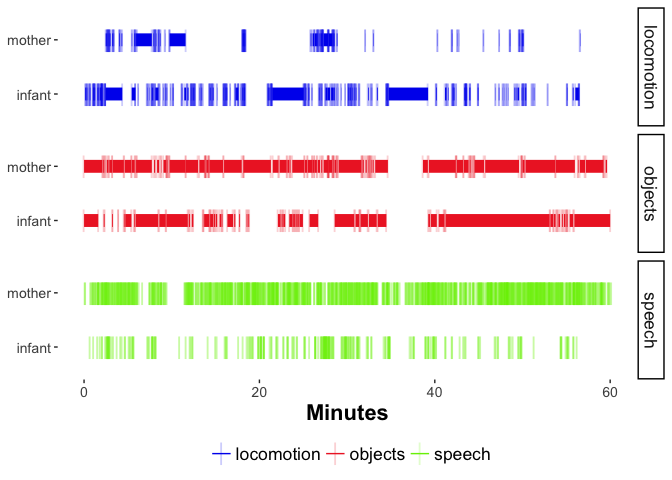 mother
infant
locomotion
mother
infant
objects
mother
infant
speech
0 20 40 60
Minutes
locomotion objects speech